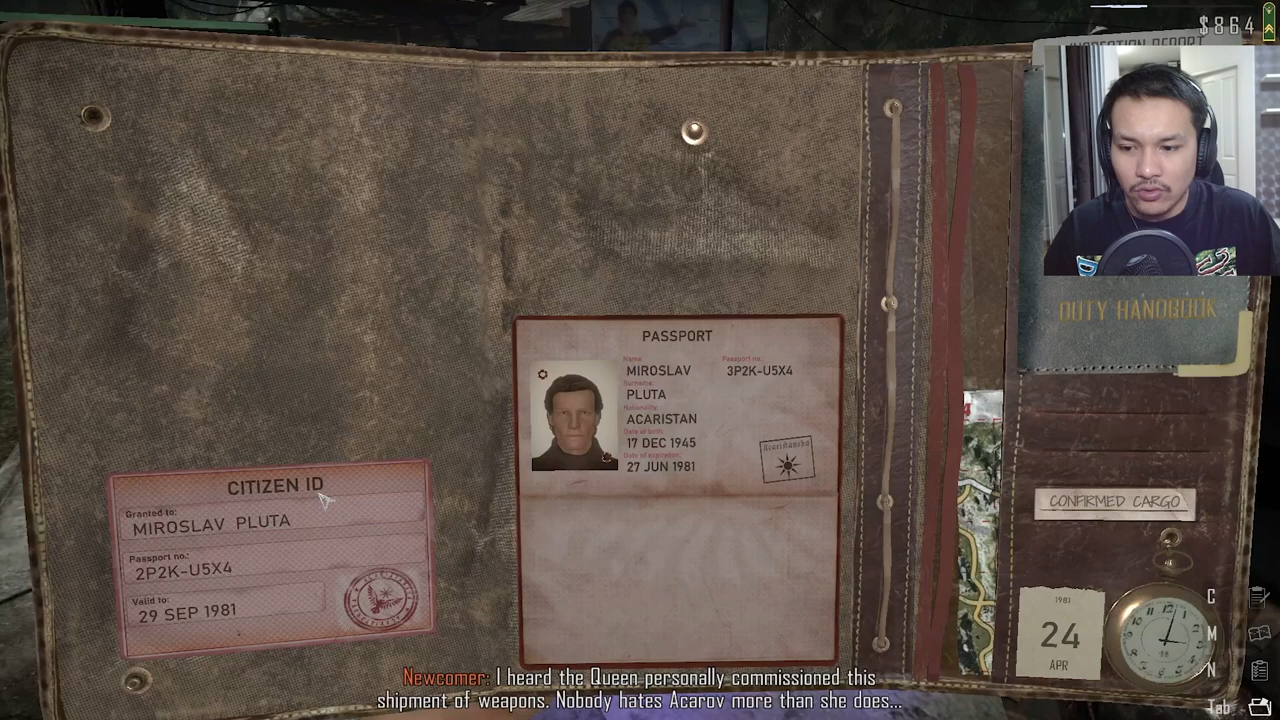 $864
INSPECTION REPORT
DUTY HANDBOOK
PASSPORT
Name:
MIROSLAV
Surname:
PLUTA
Nationality:
ACARISTAN
Date of birth:
17 DEC 1945
Date of expiration:
27 JUN 1981
Passport no.:
3P2K-U5X4
Acaristanska
CITIZEN ID
Granted to:
MIROSLAV PLUTA
Passport no.:
2P2K-U5X4
Valid to:
29 SEP 1981
CONFIRMED CARGO
1981
24
APR
C
M
N
Tab
Newcomer: I heard the Queen personally commissioned this
shipment of weapons. Nobody hates Acarov more than she does...